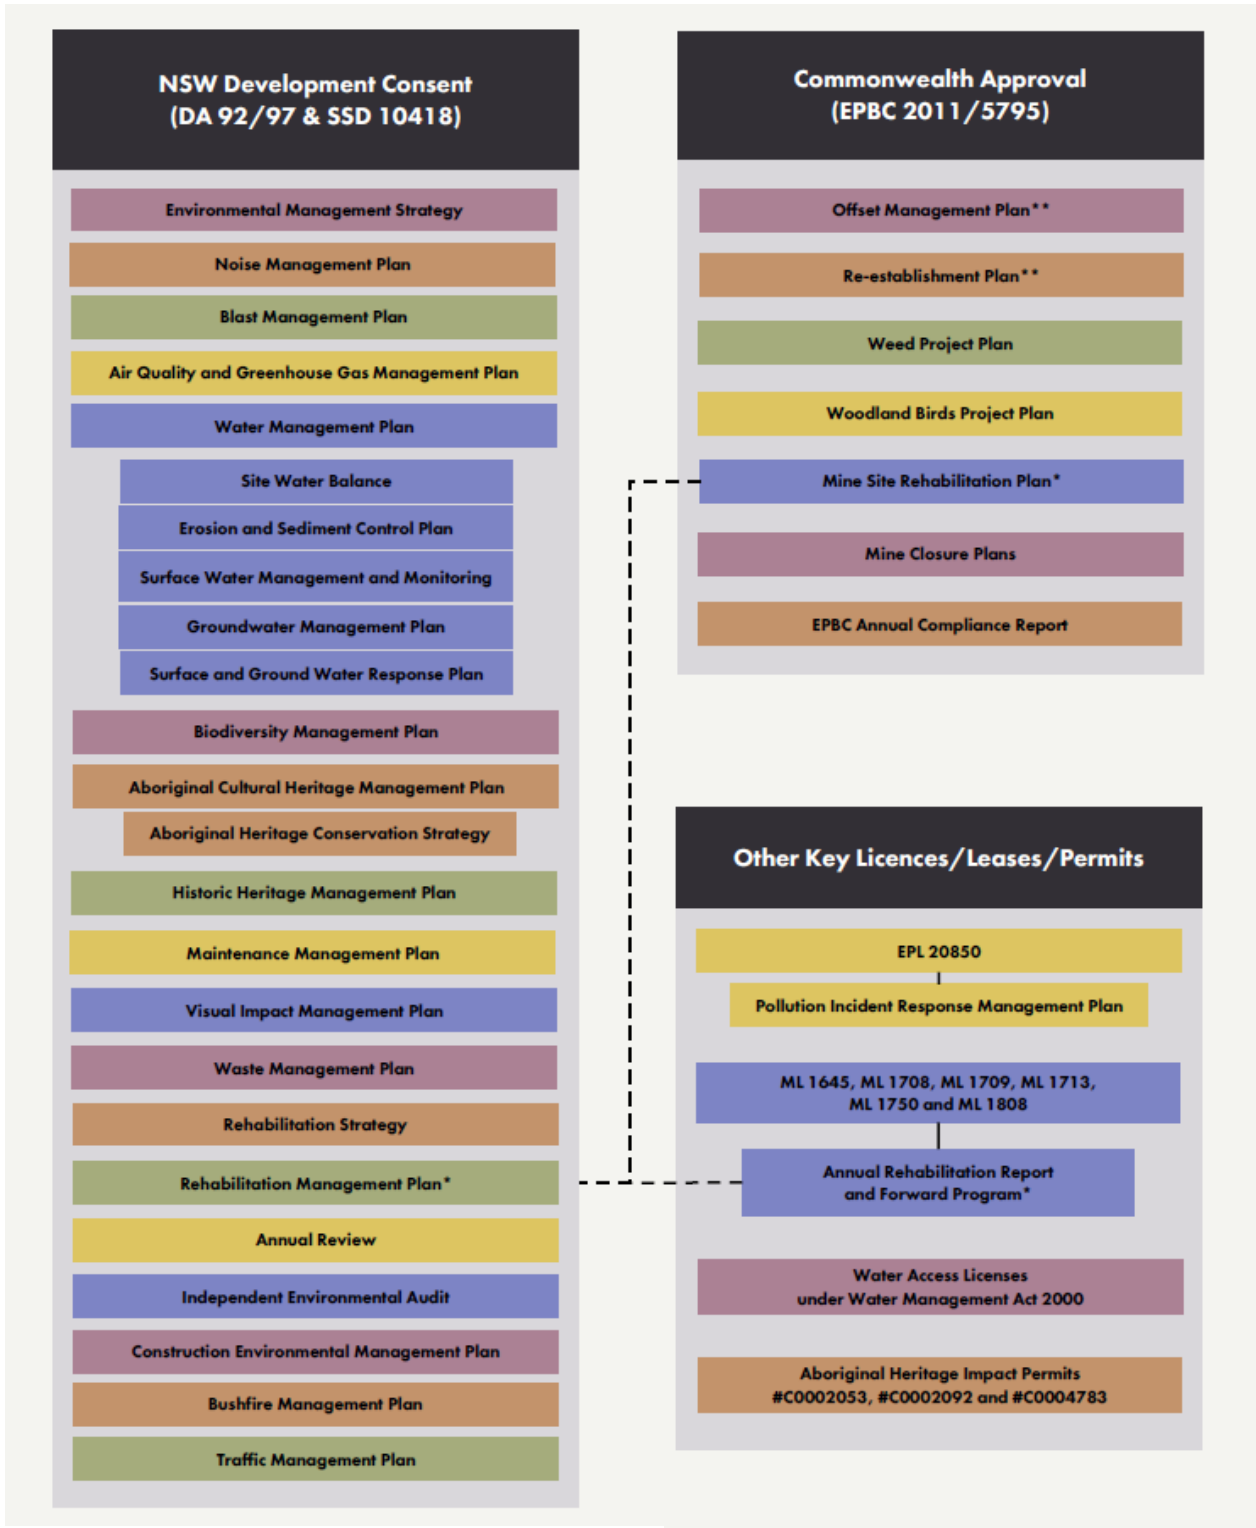 NSW Development Consent
(DA 92/97 & SSD 10418)
Environmental Management Strategy
Noise Management Plan
Blast Management Plan
Air Quality and Greenhouse Gas Management Plan
Water Management Plan
Site Water Balance
Erosion and Sediment Control Plan
Surface Water Management and Monitoring
Groundwater Management Plan
Surface and Ground Water Response Plan
Biodiversity Management Plan
Aboriginal Cultural Heritage Management Plan
Aboriginal Heritage Conservation Strategy
Historic Heritage Management Plan
Maintenance Management Plan
Visual Impact Management Plan
Waste Management Plan
Rehabilitation Strategy
Rehabilitation Management Plan*
Annual Review
Independent Environmental Audit
Construction Environmental Management Plan
Bushfire Management Plan
Traffic Management Plan
Commonwealth Approval
(EPBC 2011/5795)
Offset Management Plan**
Re-establishment Plan**
Weed Project Plan
Woodland Birds Project Plan
Mine Site Rehabilitation Plan*
Mine Closure Plans
EPBC Annual Compliance Report
Other Key Licences/Leases/Permits
EPL 20850
Pollution Incident Response Management Plan
ML 1645, ML 1708, ML 1709, ML 1713,
ML 1750 and ML 1808
Annual Rehabilitation Report
and Forward Program*
Water Access Licenses
under Water Management Act 2000
Aboriginal Heritage Impact Permits
#C0002053, #C0002092 and #C0004783